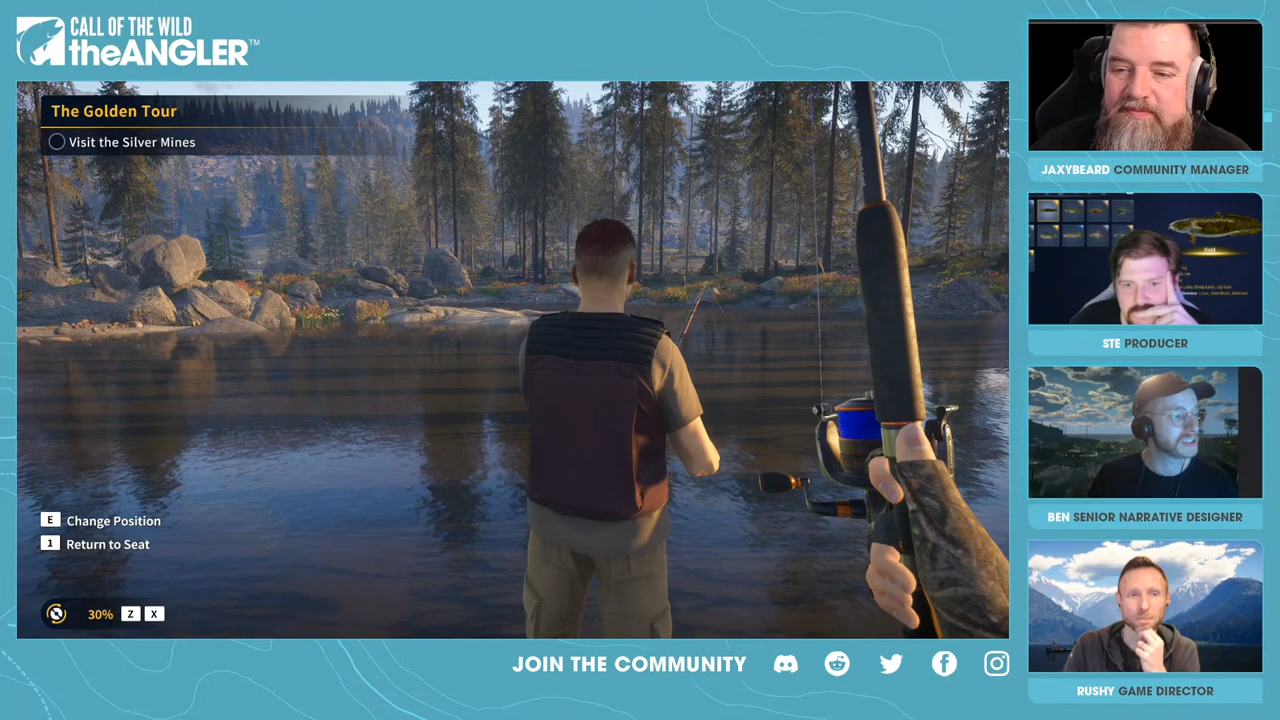 CALL OF THE WILD
theANGLER™
The Golden Tour
Visit the Silver Mines
E Change Position
1 Return to Seat
30% Z X
JOIN THE COMMUNITY
JAXYBEARD COMMUNITY MANAGER
STE PRODUCER
BEN SENIOR NARRATIVE DESIGNER
RUSHY GAME DIRECTOR